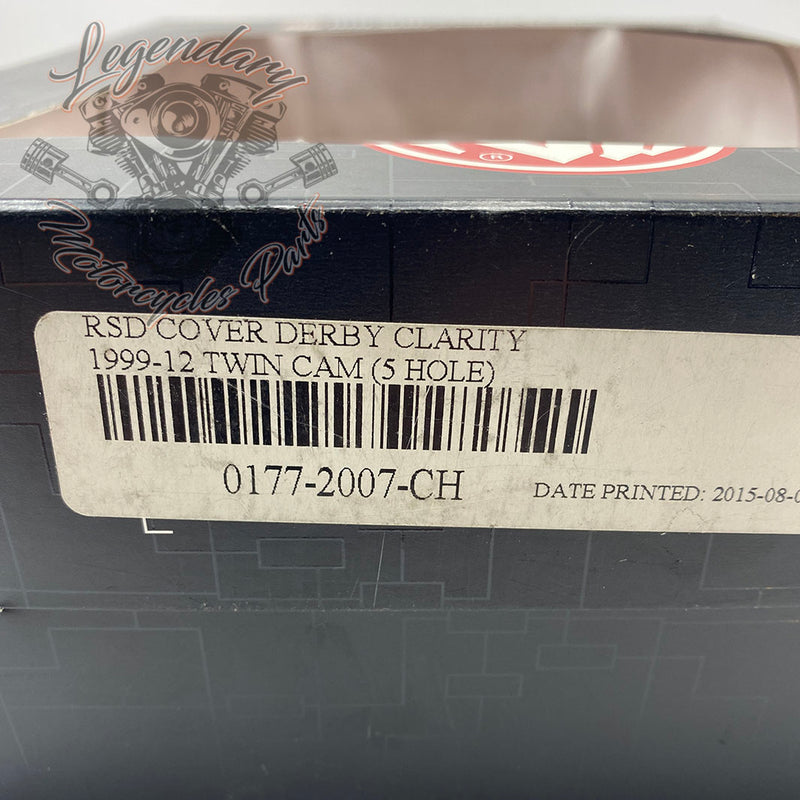 Legendary
Motorcycles Parts
®
RSD COVER DERBY CLARITY
1999-12 TWIN CAM (5 HOLE)
0177-2007-CH
DATE PRINTED: 2015-08-0